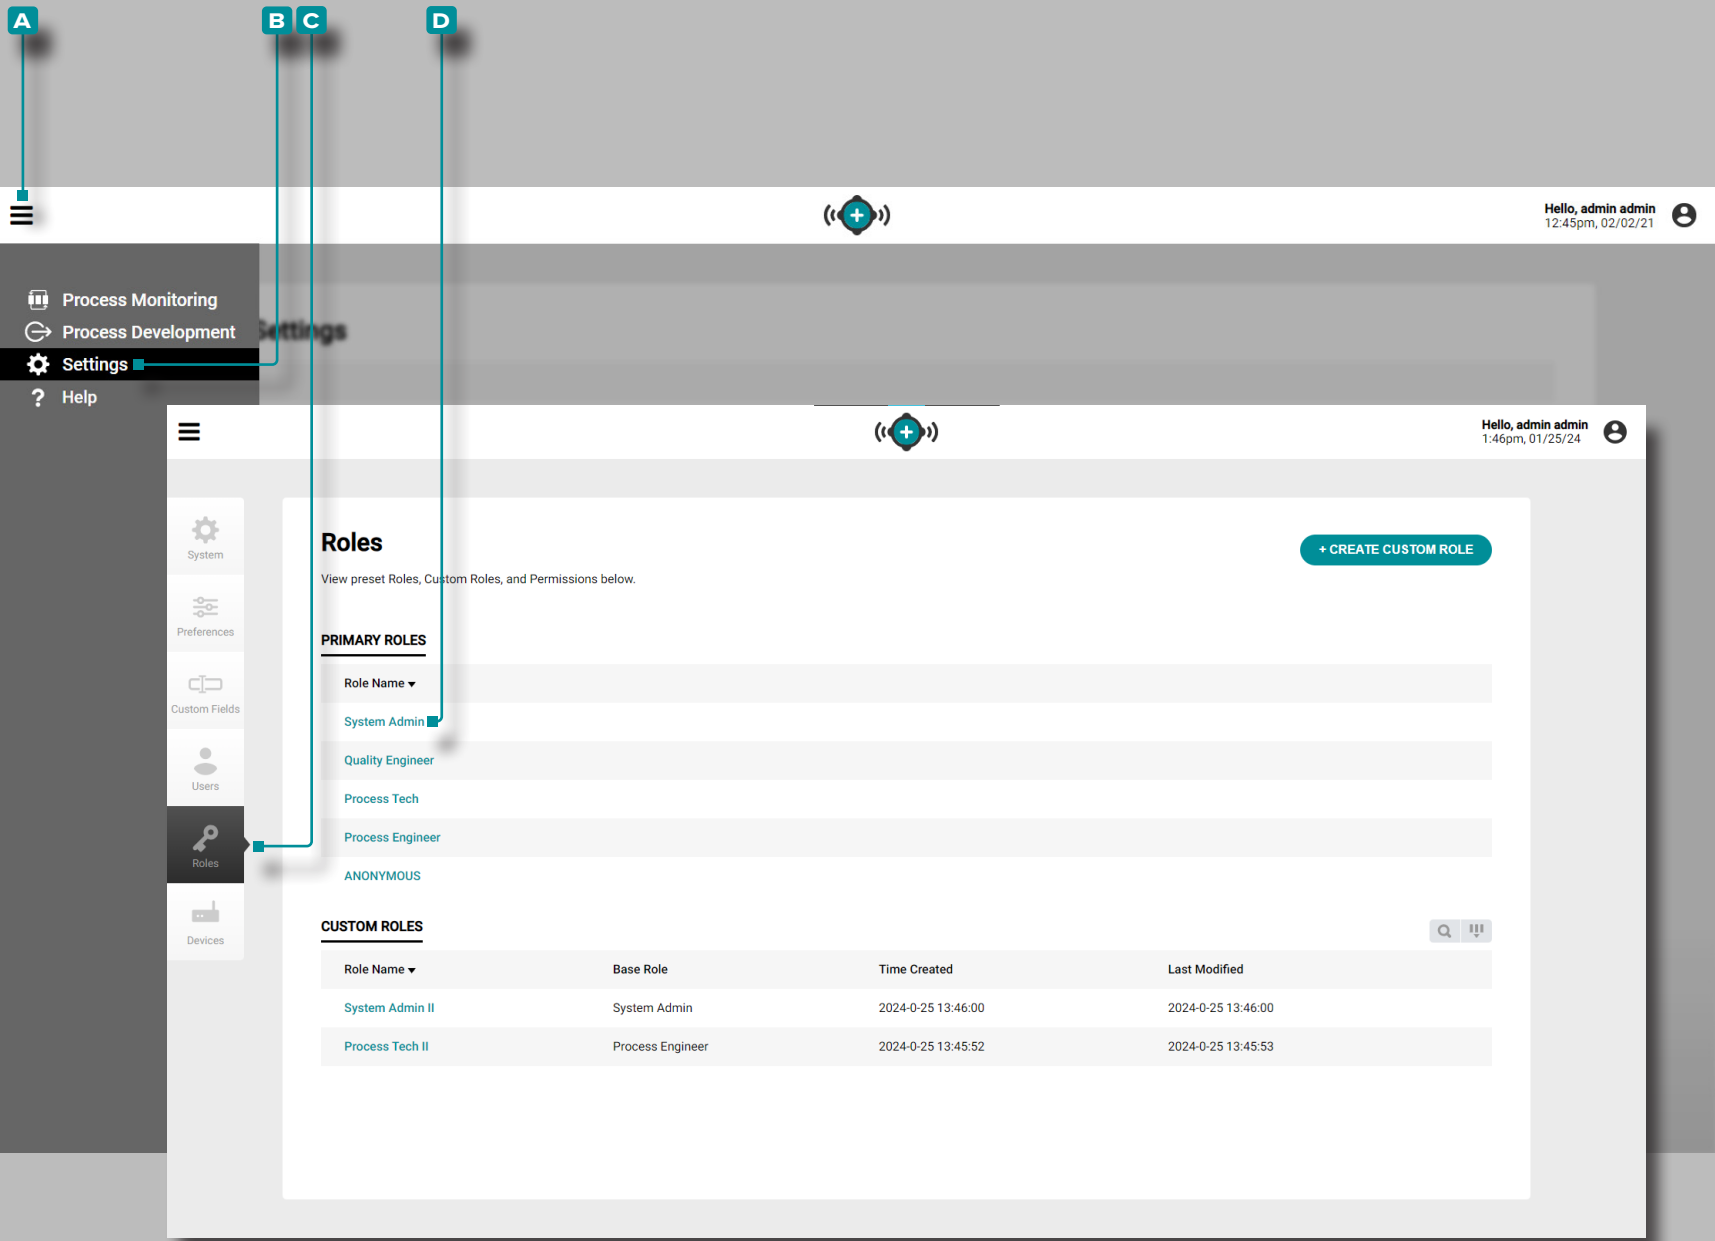 A
B
C
D
Hello, admin admin
12:45pm, 02/02/21
Process Monitoring
Process Development
Settings
Settings
Help
Hello, admin admin
1:46pm, 01/25/24
System
Preferences
Custom Fields
Users
Roles
Devices
Roles
+ CREATE CUSTOM ROLE
View preset Roles, Custom Roles, and Permissions below.
PRIMARY ROLES
Role Name
System Admin
Quality Engineer
Process Tech
Process Engineer
ANONYMOUS
CUSTOM ROLES
Role Name Base Role Time Created Last Modified
System Admin II System Admin 2024-0-25 13:46:00 2024-0-25 13:46:00
Process Tech II Process Engineer 2024-0-25 13:45:52 2024-0-25 13:45:53